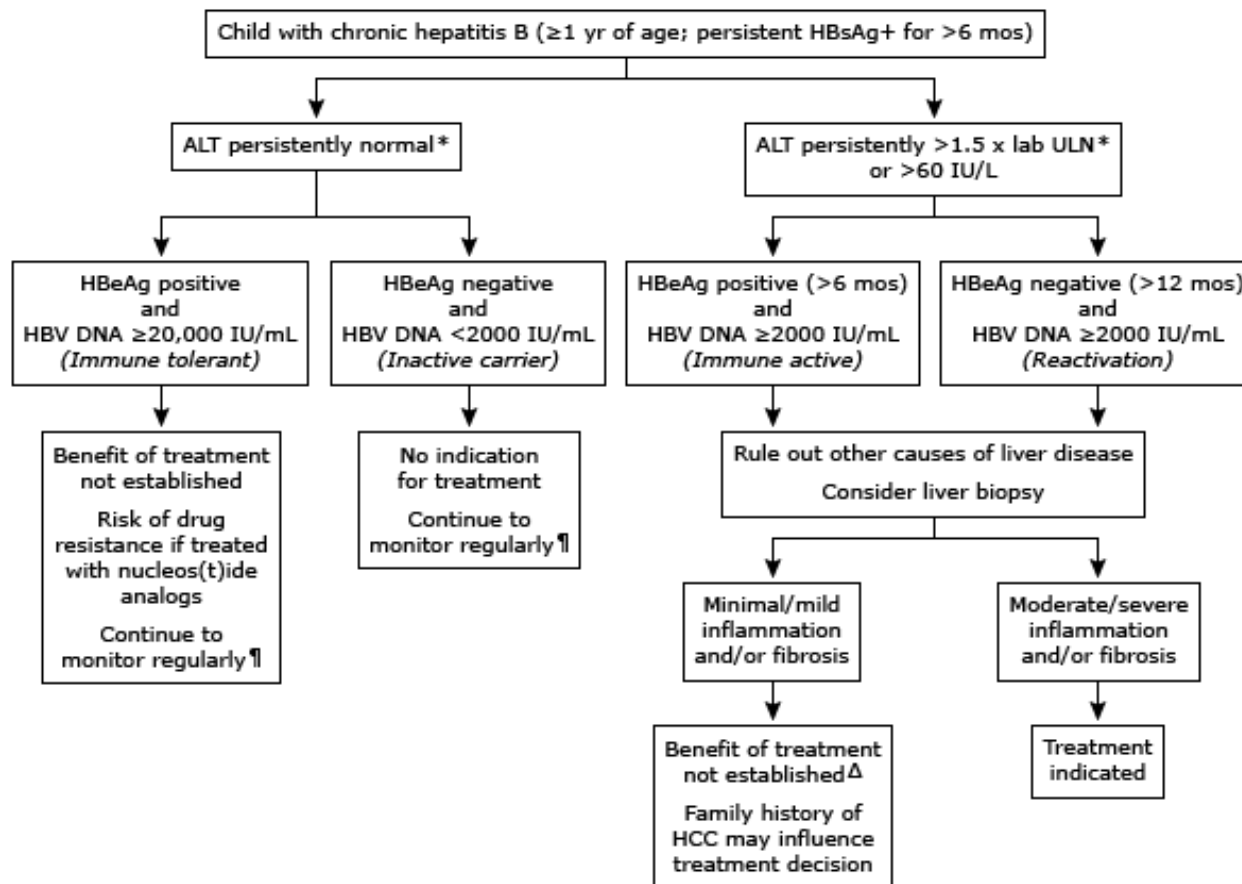 Child with chronic hepatitis B (≥1 yr of age; persistent HBsAg+ for >6 mos)
ALT persistently normal*
ALT persistently >1.5 x lab ULN*
or >60 IU/L
HBeAg positive
and
HBV DNA ≥20,000 IU/mL
(Immune tolerant)
HBeAg negative
and
HBV DNA <2000 IU/mL
(Inactive carrier)
HBeAg positive (>6 mos)
and
HBV DNA ≥2000 IU/mL
(Immune active)
HBeAg negative (>12 mos)
and
HBV DNA ≥2000 IU/mL
(Reactivation)
Benefit of treatment
not established
Risk of drug
resistance if treated
with nucleos(t)ide
analogs
Continue to
monitor regularly¶
No indication
for treatment
Continue to
monitor regularly¶
Rule out other causes of liver disease
Consider liver biopsy
Minimal/mild
inflammation
and/or fibrosis
Moderate/severe
inflammation
and/or fibrosis
Benefit of treatment
not establishedΔ
Family history of
HCC may influence
treatment decision
Treatment
indicated